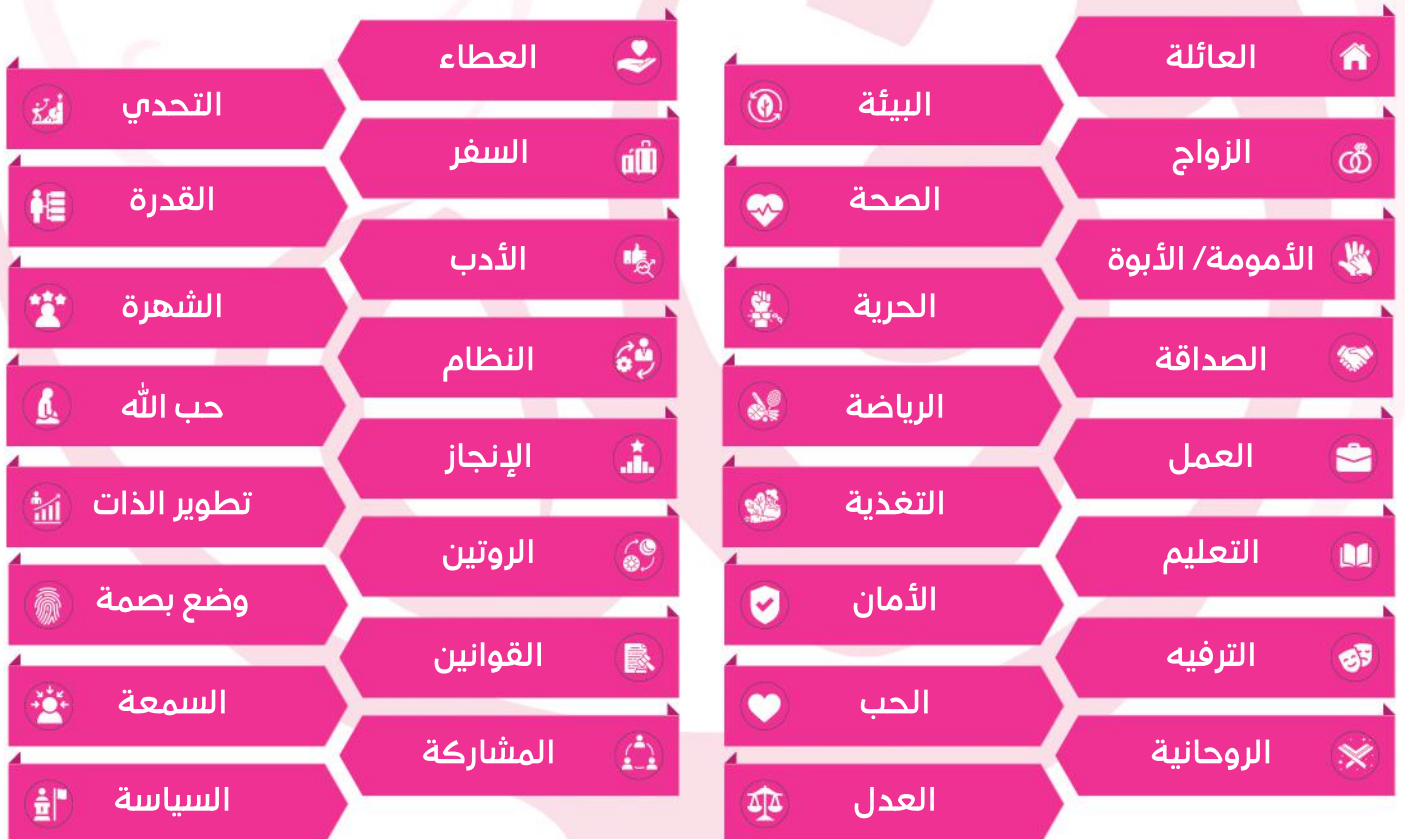 العائلة
الزواج
الأمومة/ الأبوة
الصداقة
العمل
التعليم
الترفيه
الروحانية
البيئة
الصحة
الحرية
الرياضة
التغذية
الأمان
الحب
العدل
العطاء
السفر
الأدب
النظام
الإنجاز
الروتين
القوانين
المشاركة
التحدي
القدرة
الشهرة
حب الله
تطوير الذات
وضع بصمة
السمعة
السياسة